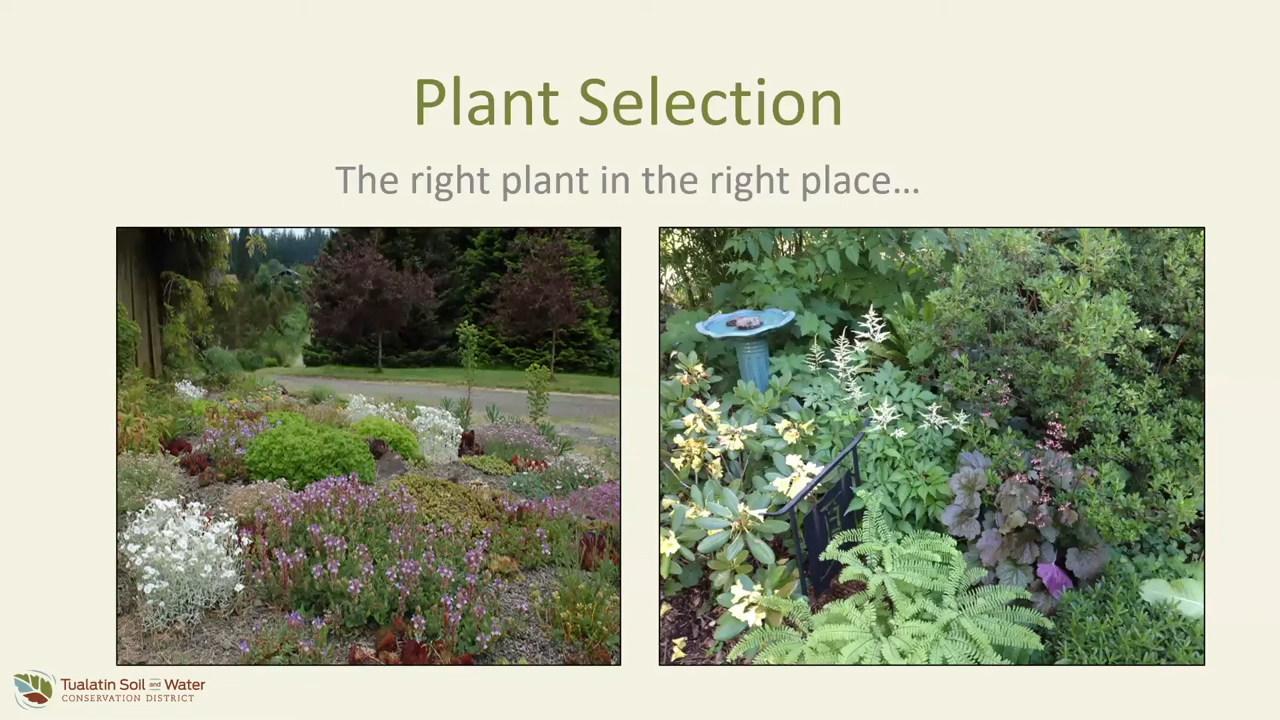 Plant Selection
The right plant in the right place...
Tualatin Soil and Water
CONSERVATION DISTRICT